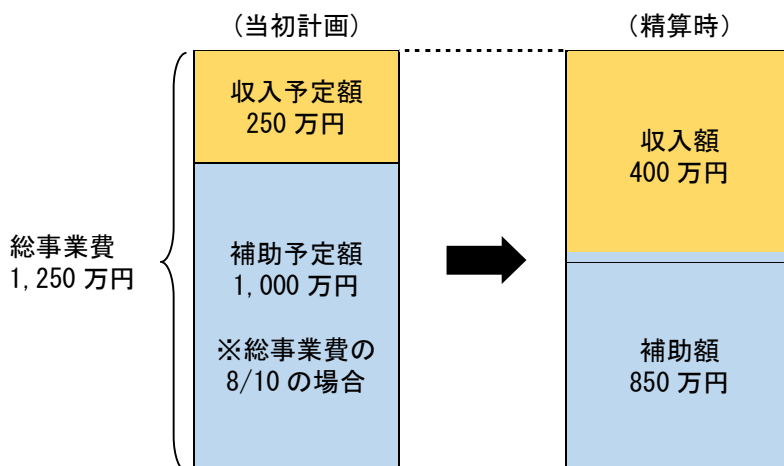 （当初計画）
（精算時）
総事業費
1,250 万円
収入予定額
250 万円
補助予定額
1,000 万円
※総事業費の
8/10 の場合
収入額
400 万円
補助額
850 万円